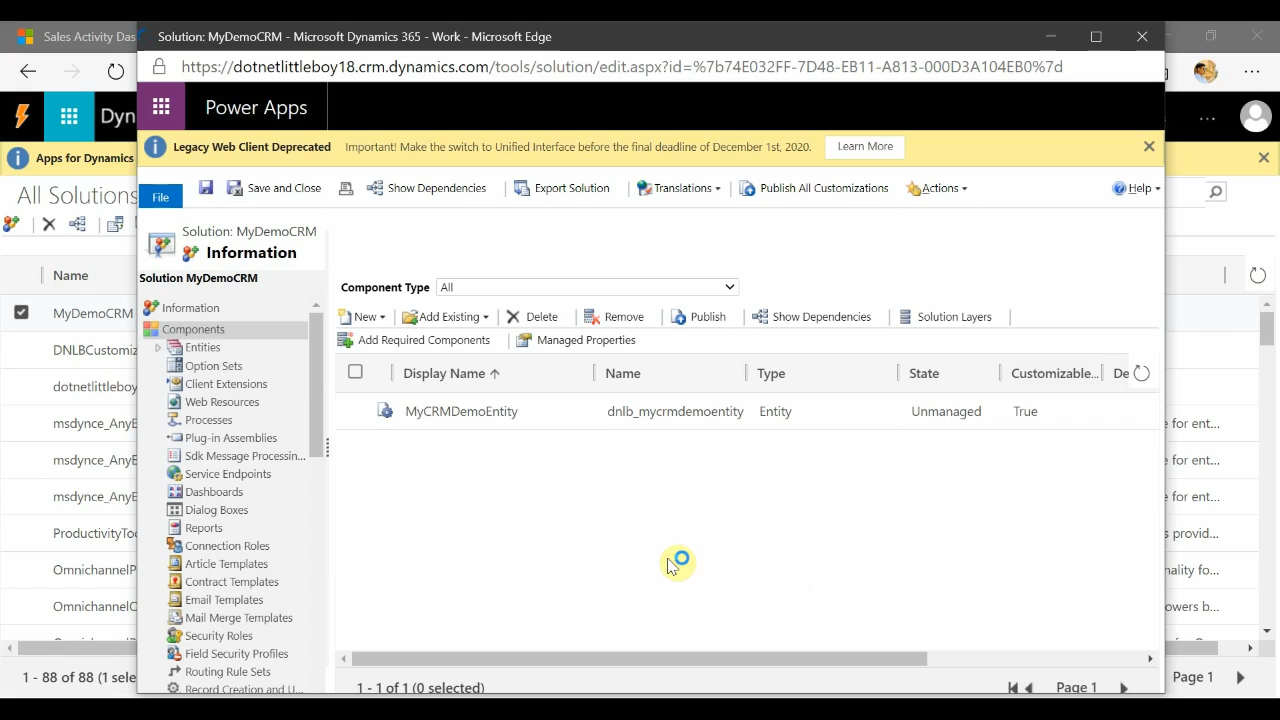 Sales Activity Das
Solution: MyDemoCRM - Microsoft Dynamics 365 - Work - Microsoft Edge
https://dotnetlittleboy18.crm.dynamics.com/tools/solution/edit.aspx?id=%7b74E032FF-7D48-EB11-A813-000D3A104EB0%7d
Dyn
Power Apps
Legacy Web Client Deprecated Important! Make the switch to Unified Interface before the final deadline of December 1st, 2020. Learn More
Apps for Dynamics
File
Save and Close
Show Dependencies
Export Solution
Translations
Publish All Customizations
Actions
Help
All Solutions
Solution: MyDemoCRM
Information
Solution MyDemoCRM
Name
MyDemoCRM
DNLBCustomiz
dotnetlittleboy
msdynce_AnyE
msdynce_AnyE
msdynce_AnyE
ProductivityToo
OmnichannelP
OmnichannelC
1 - 88 of 88 (1 sele
Information
Components
Entities
Option Sets
Client Extensions
Web Resources
Processes
Plug-in Assemblies
Sdk Message Processin...
Service Endpoints
Dashboards
Dialog Boxes
Reports
Connection Roles
Article Templates
Contract Templates
Email Templates
Mail Merge Templates
Security Roles
Field Security Profiles
Routing Rule Sets
Record Creation and U...
Component Type All
New
Add Existing
Delete
Remove
Publish
Show Dependencies
Solution Layers
Add Required Components
Managed Properties
Display Name Name Type State Customizable... De
MyCRMDemoEntity dnlb_mycrmdemoentity Entity Unmanaged True
1 - 1 of 1 (0 selected)
Page 1
e for ent...
e for ent...
e for ent...
s provid...
nality fo...
owers b...
Page 1